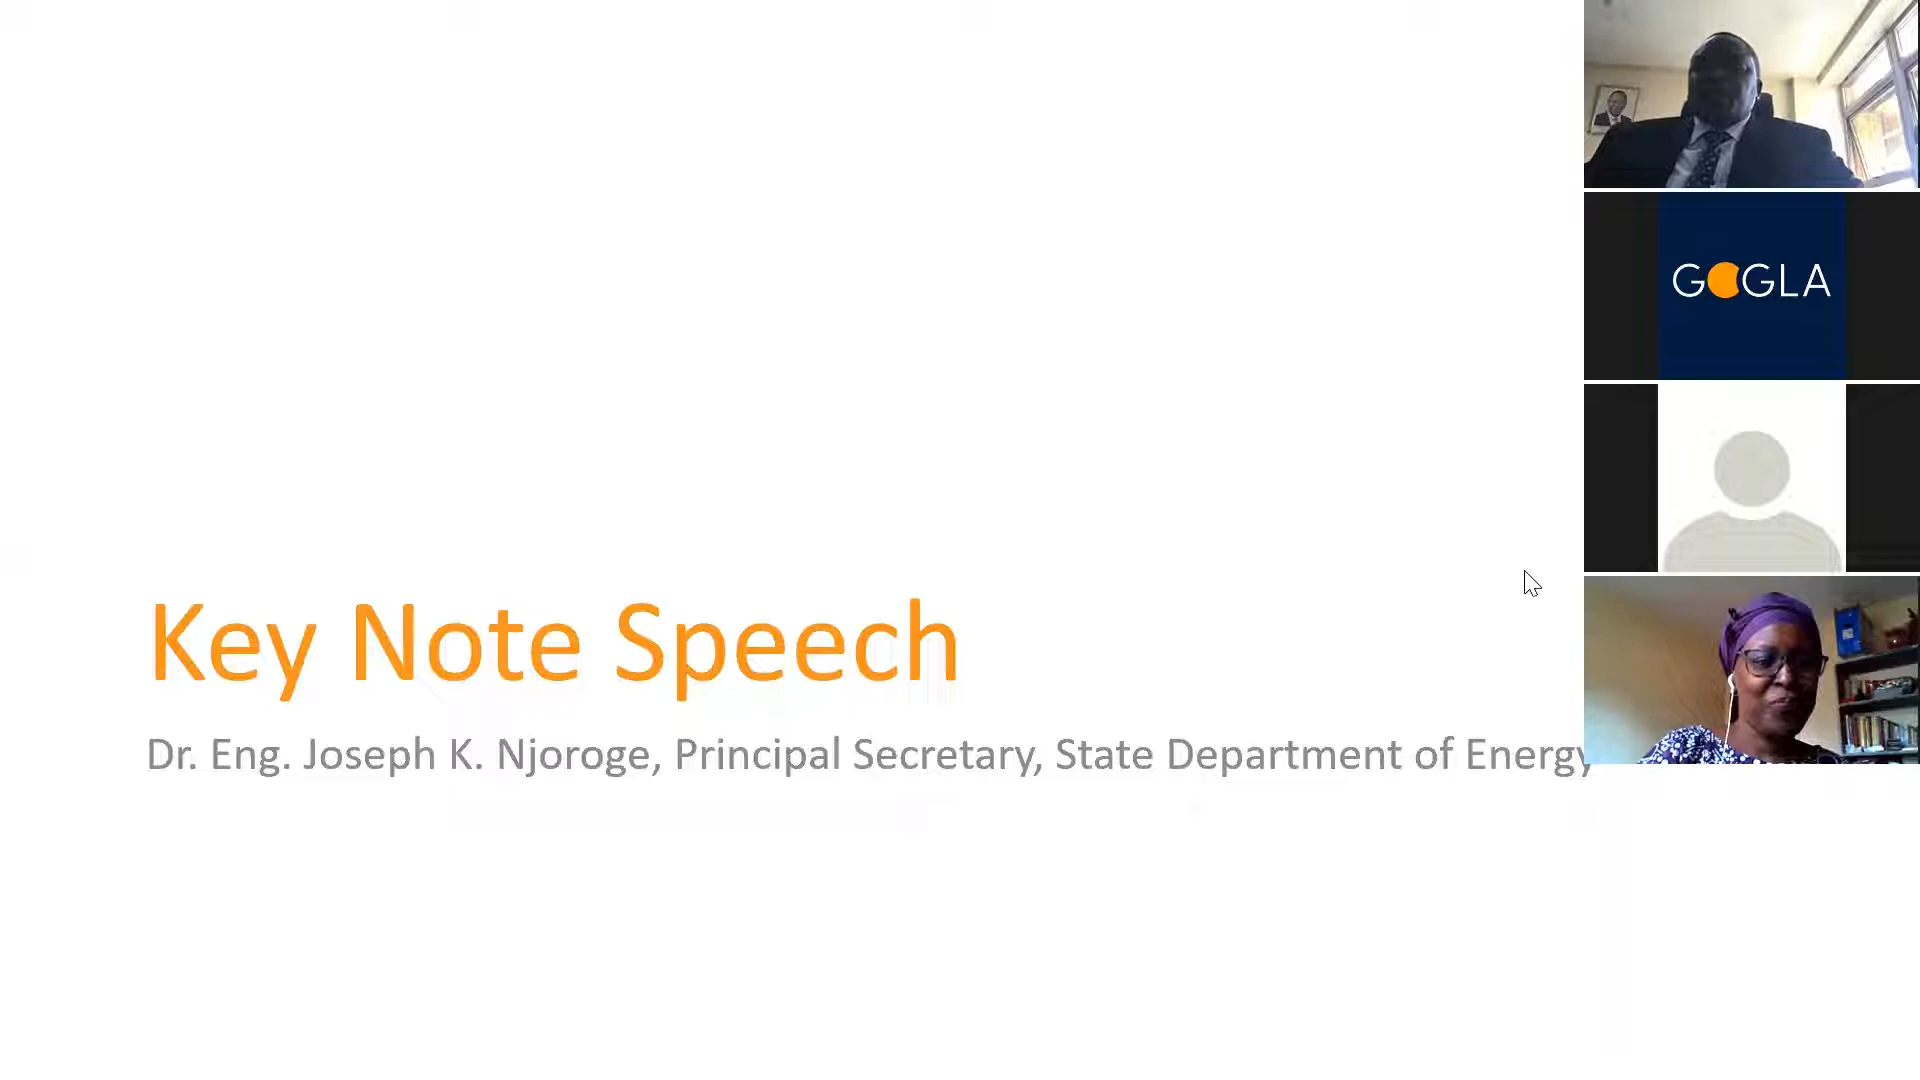 Key Note Speech
Dr. Eng. Joseph K. Njoroge, Principal Secretary, State Department of Energy
GOGLA